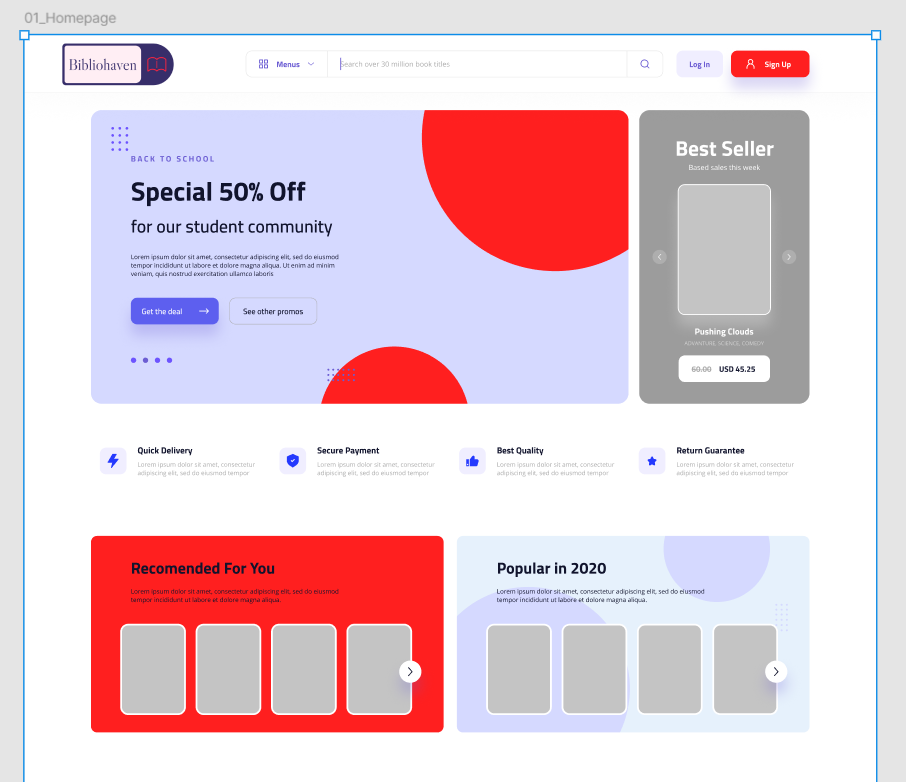 01_Homepage
Bibliohaven
Menus
Search over 30 million book titles
Log In
Sign Up
BACK TO SCHOOL
Special 50% Off
for our student community
Lorem ipsum dolor sit amet, consectetur adipiscing elit, sed do eiusmod
tempor incididunt ut labore et dolore magna aliqua. Ut enim ad minim
veniam, quis nostrud exercitation ullamco laboris
Get the deal
See other promos
Best Seller
Based sales this week
Pushing Clouds
ADVANTURE, SCIENCE, COMEDY
60.00 USD 45.25
Quick Delivery
Lorem ipsum dolor sit amet, consectetur
adipiscing elit, sed do eiusmod tempor
Secure Payment
Lorem ipsum dolor sit amet, consectetur
adipiscing elit, sed do eiusmod tempor
Best Quality
Lorem ipsum dolor sit amet, consectetur
adipiscing elit, sed do eiusmod tempor
Return Guarantee
Lorem ipsum dolor sit amet, consectetur
adipiscing elit, sed do eiusmod tempor
Recomended For You
Lorem ipsum dolor sit amet, consectetur adipiscing elit, sed do eiusmod
tempor incididunt ut labore et dolore magna aliqua.
Popular in 2020
Lorem ipsum dolor sit amet, consectetur adipiscing elit, sed do eiusmod
tempor incididunt ut labore et dolore magna aliqua.